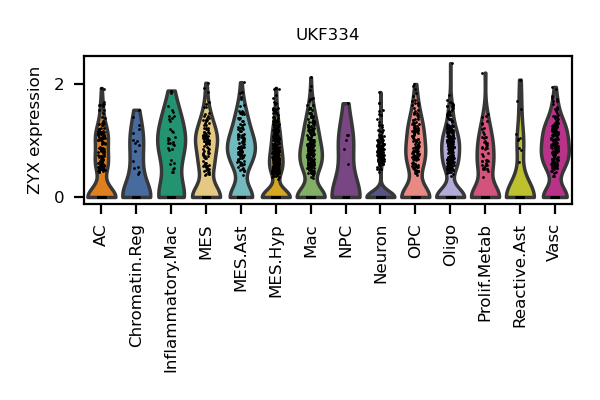 UKF334
ZYX expression
2
0
AC
Chromatin.Reg
Inflammatory.Mac
MES
MES.Ast
MES.Hyp
Mac
NPC
Neuron
OPC
Oligo
Prolif.Metab
Reactive.Ast
Vasc